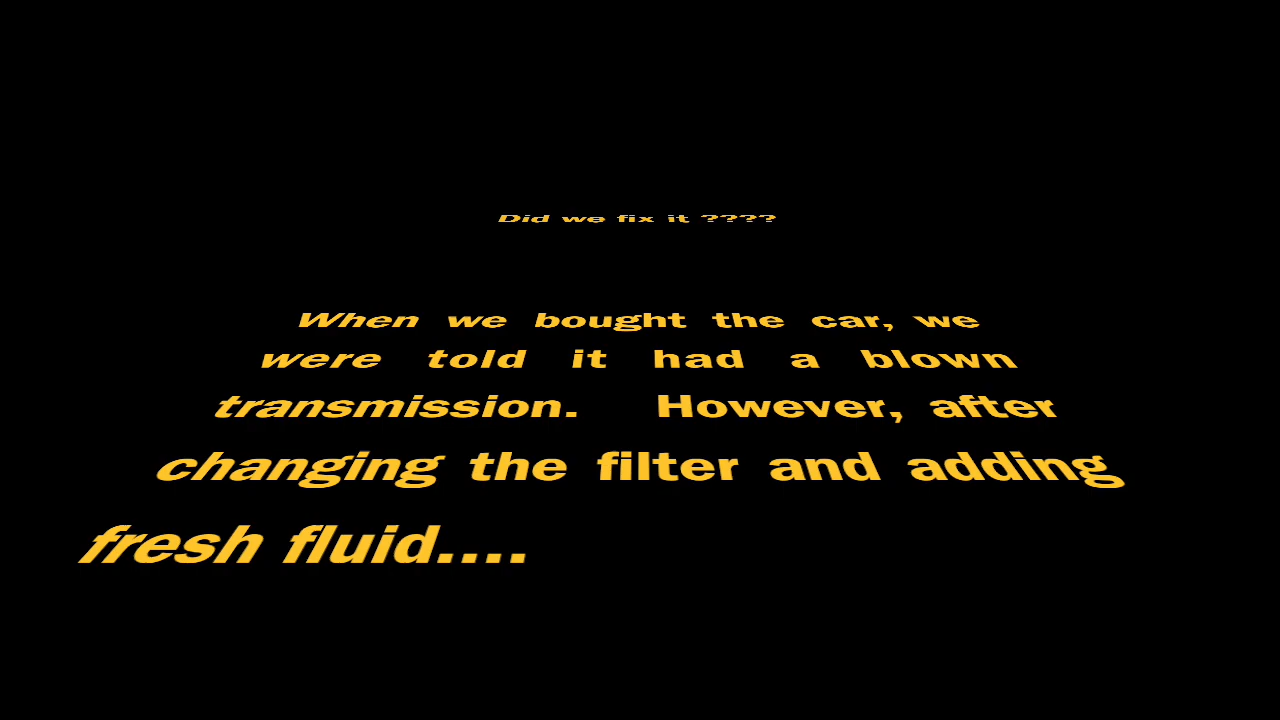 Did we fix it ????
When we bought the car, we
were told it had a blown
transmission. However, after
changing the filter and adding
fresh fluid....